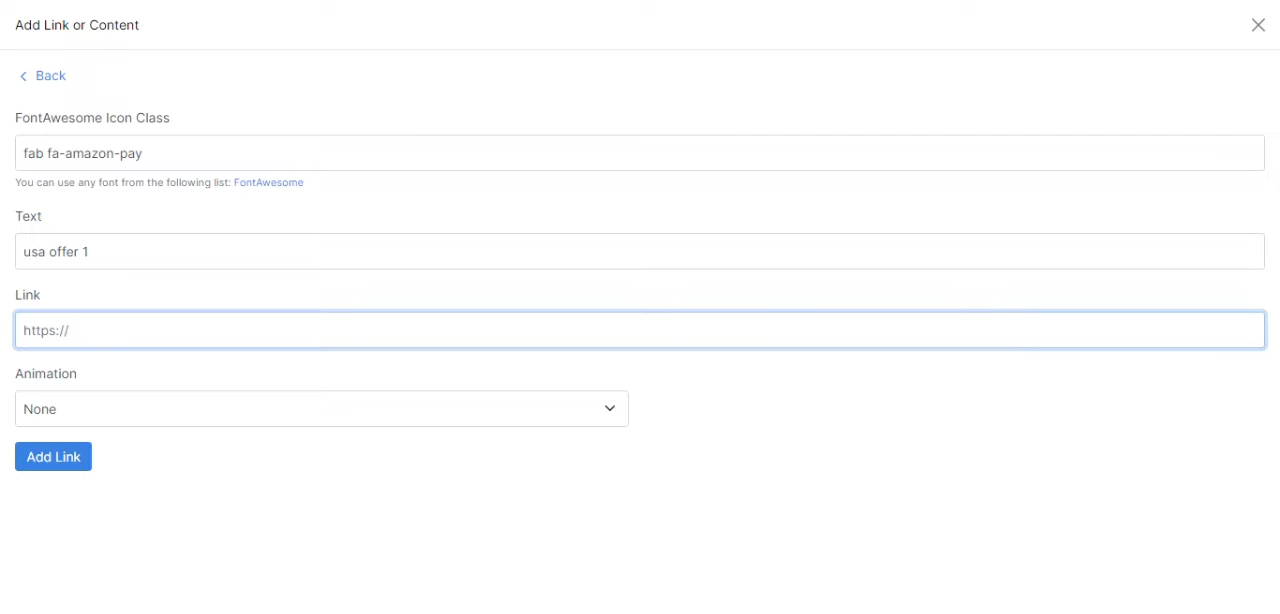 Add Link or Content
Back
FontAwesome Icon Class
fab fa-amazon-pay
You can use any font from the following list: FontAwesome
Text
usa offer 1
Link
https://
Animation
None
Add Link